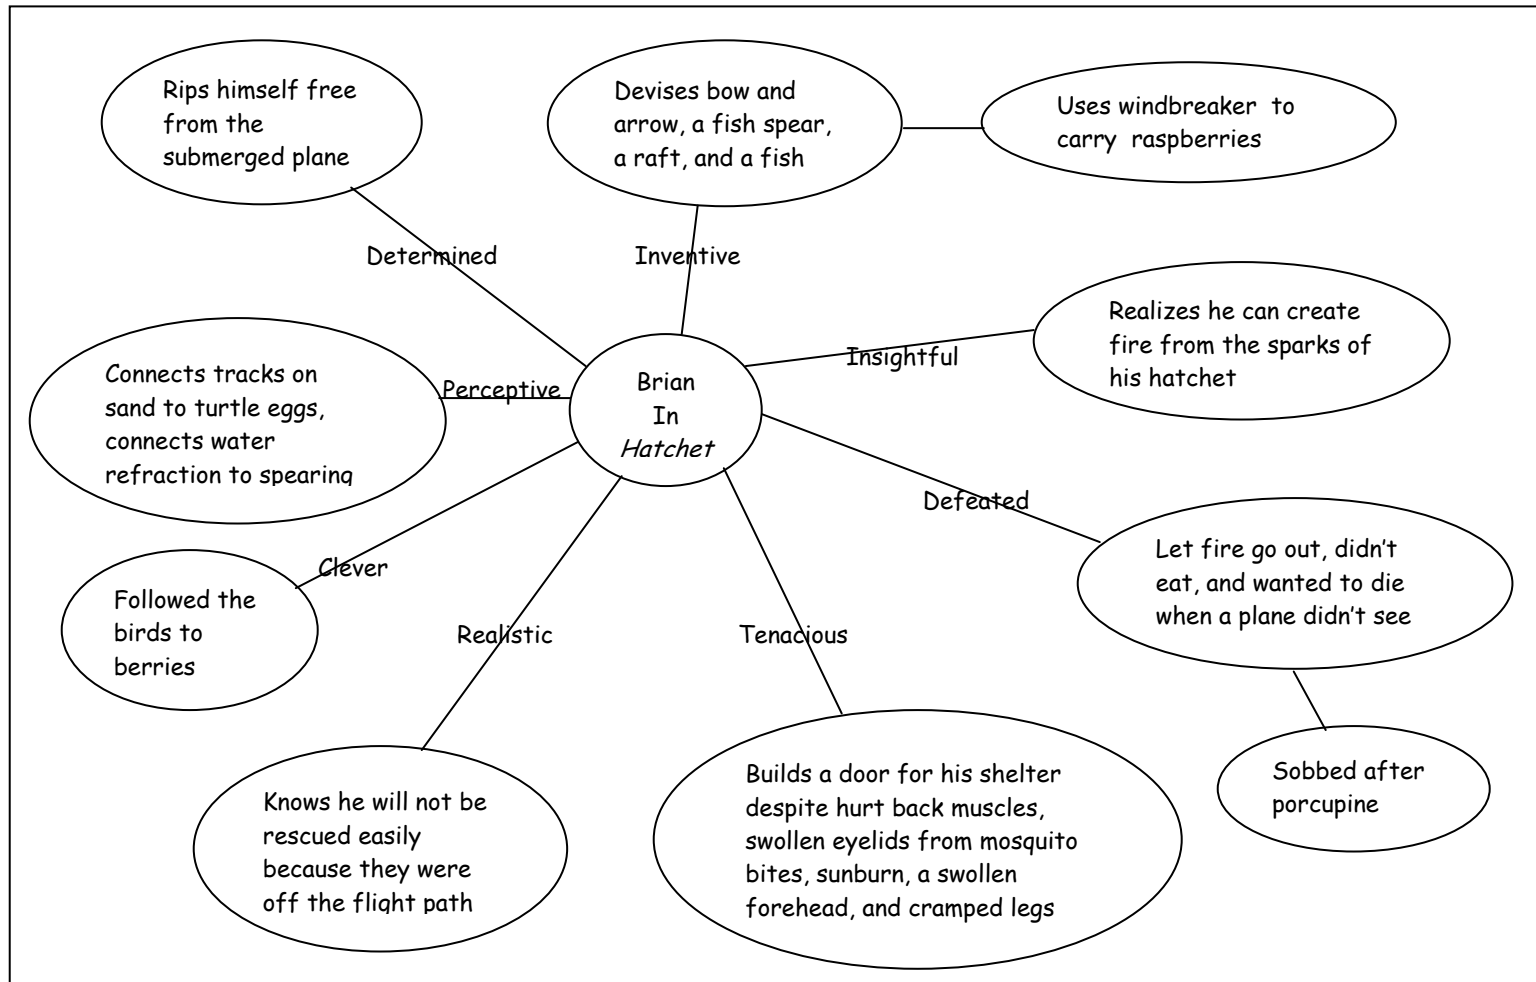 Rips himself free
from the
submerged plane
Devises bow and
arrow, a fish spear,
a raft, and a fish
Uses windbreaker to
carry raspberries
Determined
Inventive
Realizes he can create
fire from the sparks of
his hatchet
Insightful
Connects tracks on
sand to turtle eggs,
connects water
refraction to spearing
Perceptive
Brian
In
Hatchet
Defeated
Let fire go out, didn't
eat, and wanted to die
when a plane didn't see
Clever
Followed the
birds to
berries
Realistic
Tenacious
Knows he will not be
rescued easily
because they were
off the flight path
Builds a door for his shelter
despite hurt back muscles,
swollen eyelids from mosquito
bites, sunburn, a swollen
forehead, and cramped legs
Sobbed after
porcupine